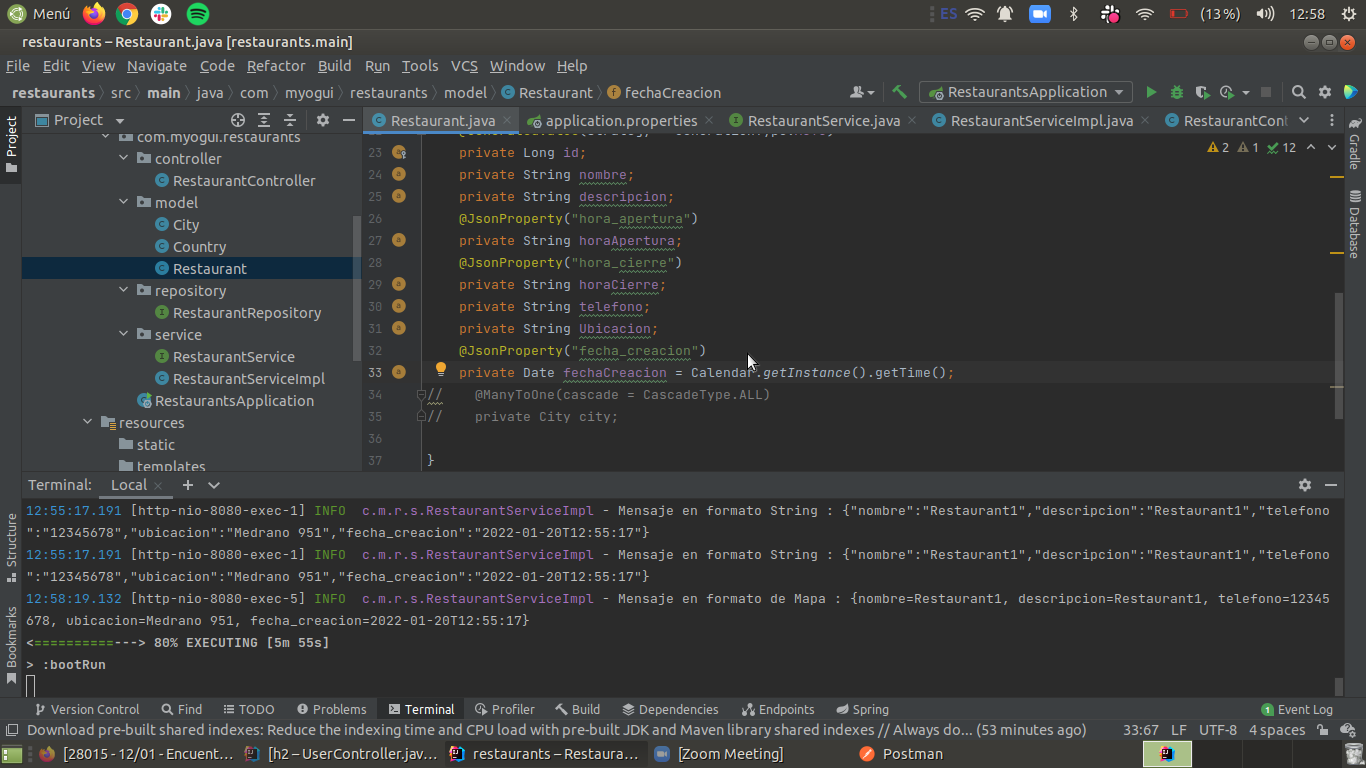 Menú
ES
(13%)
12:58
restaurants – Restaurant.java [restaurants.main]
File Edit View Navigate Code Refactor Build Run Tools VCS Window Help
restaurants src main java com myogui restaurants model Restaurant fechaCreacion
RestaurantsApplication
Project
Restaurant.java
application.properties
RestaurantService.java
RestaurantServiceImpl.java
RestaurantCont
com.myogui.restaurants
controller
RestaurantController
model
City
Country
Restaurant
repository
RestaurantRepository
service
RestaurantService
RestaurantServiceImpl
RestaurantsApplication
resources
static
templates
2 1 12
23 private Long id;
24 private String nombre;
25 private String descripcion;
26 @JsonProperty("hora_apertura")
27 private String horaApertura;
28 @JsonProperty("hora_cierre")
29 private String horaCierre;
30 private String telefono;
31 private String Ubicacion;
32 @JsonProperty("fecha_creacion")
33 private Date fechaCreacion = Calendar.getInstance().getTime();
34 // @ManyToOne(cascade = CascadeType.ALL)
35 // private City city;
36
37 }
Project
Structure
Bookmarks
Gradle
Database
Terminal: Local
12:55:17.191 [http-nio-8080-exec-1] INFO c.m.r.s.RestaurantServiceImpl - Mensaje en formato String : {"nombre":"Restaurant1","descripcion":"Restaurant1","telefono
":"12345678","ubicacion":"Medrano 951","fecha_creacion":"2022-01-20T12:55:17"}
12:55:17.191 [http-nio-8080-exec-1] INFO c.m.r.s.RestaurantServiceImpl - Mensaje en formato String : {"nombre":"Restaurant1","descripcion":"Restaurant1","telefono
":"12345678","ubicacion":"Medrano 951","fecha_creacion":"2022-01-20T12:55:17"}
12:58:19.132 [http-nio-8080-exec-5] INFO c.m.r.s.RestaurantServiceImpl - Mensaje en formato de Mapa : {nombre=Restaurant1, descripcion=Restaurant1, telefono=12345
678, ubicacion=Medrano 951, fecha_creacion=2022-01-20T12:55:17}
<==========---> 80% EXECUTING [5m 55s]
> :bootRun
Version Control Find TODO Problems Terminal Profiler Build Dependencies Endpoints Spring 1 Event Log
Download pre-built shared indexes: Reduce the indexing time and CPU load with pre-built JDK and Maven library shared indexes // Always do... (53 minutes ago) 33:67 LF UTF-8 4 spaces
[28015 - 12/01 - Encuent... [h2 – UserController.jav... restaurants – Restaura... [Zoom Meeting] Postman